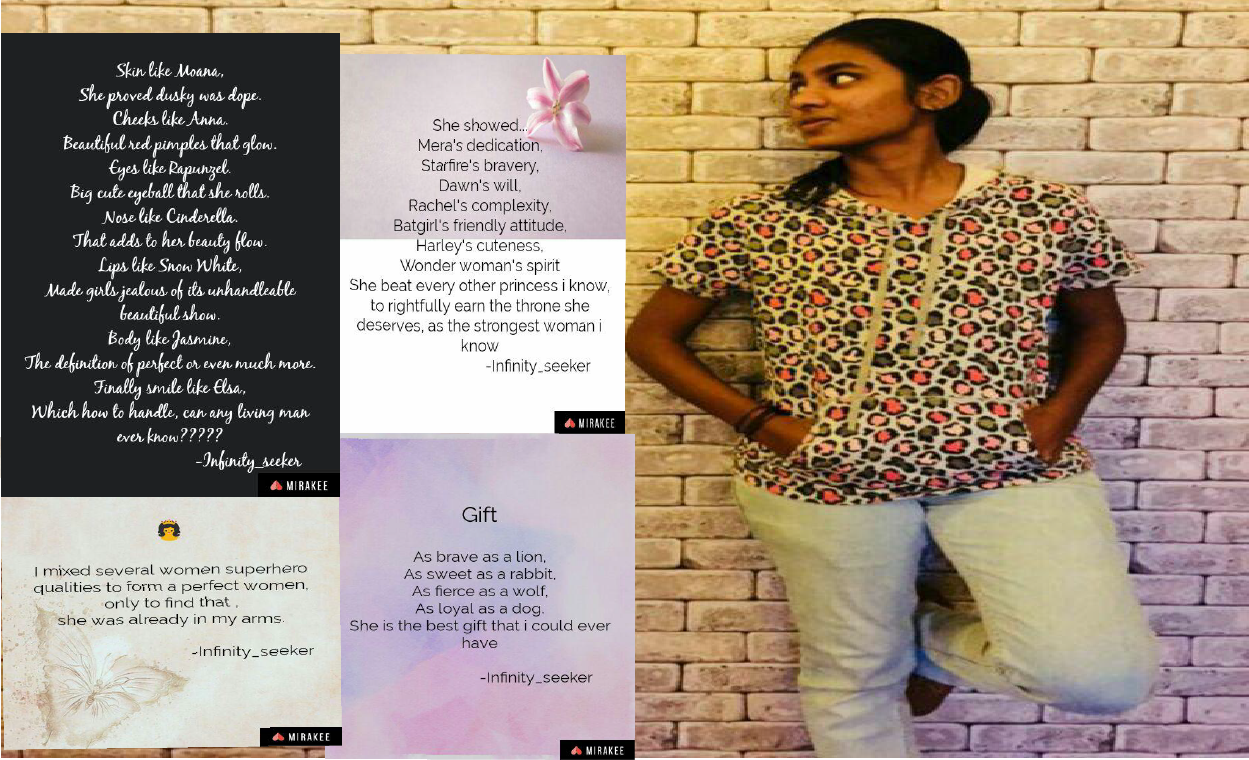 Skin like Moana,
She proved dusky was dope.
Cheeks like Anna.
Beautiful red pimples that glow.
Eyes like Rapunzel.
Big cute eyeball that she rolls.
Nose like Cinderella.
That adds to her beauty flow.
Lips like Snow White,
Made girls jealous of its unhandleable
beautiful show.
Body like Jasmine,
The definition of perfect or even much more.
Finally smile like Elsa,
Which how to handle, can any living man
ever know?????
-Infinity_seeker
MIRAKEE
She showed...
Mera's dedication,
Starfire's bravery,
Dawn's will,
Rachel's complexity,
Batgirl's friendly attitude,
Harley's cuteness,
Wonder woman's spirit
She beat every other princess i know,
to rightfully earn the throne she
deserves, as the strongest woman i
know
-Infinity_seeker
MIRAKEE
I mixed several women superhero
qualities to form a perfect women,
only to find that ,
she was already in my arms.
-Infinity_seeker
MIRAKEE
Gift
As brave as a lion,
As sweet as a rabbit,
As fierce as a wolf,
As loyal as a dog.
She is the best gift that i could ever
have
-Infinity_seeker
MIRAKEE